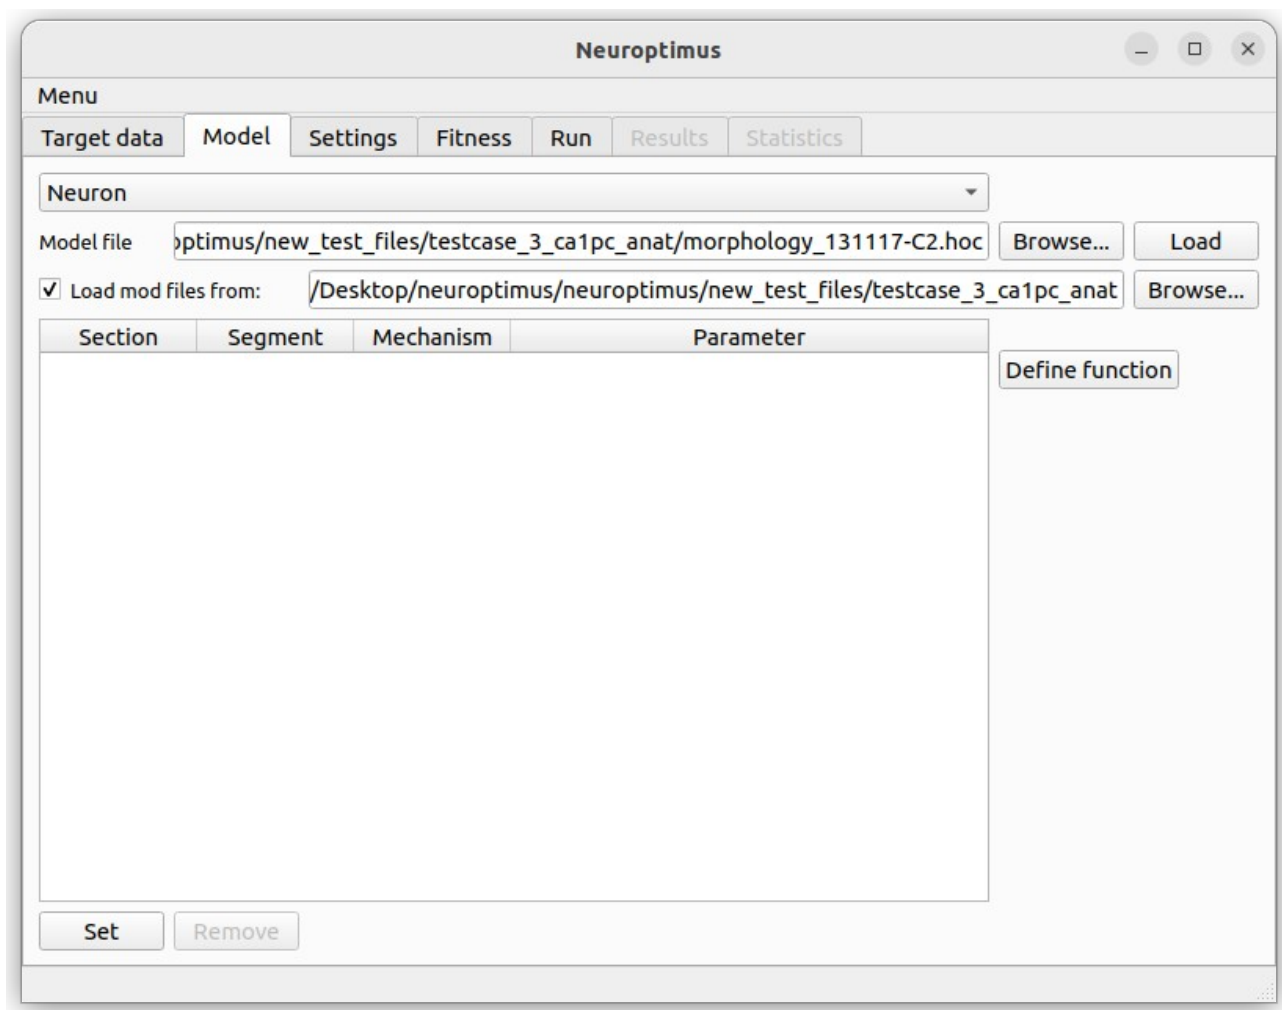 Neuroptimus
Menu
Target data Model Settings Fitness Run Results Statistics
Neuron
Model file optimus/new_test_files/testcase_3_ca1pc_anat/morphology_131117-C2.hoc Browse... Load
Load mod files from: /Desktop/neuroptimus/neuroptimus/new_test_files/testcase_3_ca1pc_anat Browse...
Section Segment Mechanism Parameter
Define function
Set Remove